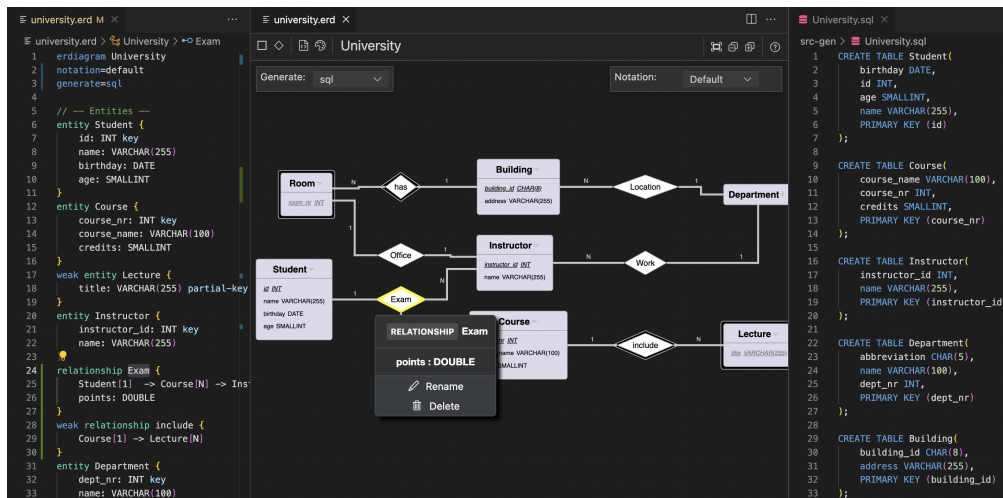 university.erd M
university.erd > University > Exam
1 erdiagram University
2 notation=default
3 generate=sql
4
5 // —— Entities ——
6 entity Student {
7 id: INT key
8 name: VARCHAR(255)
9 birthday: DATE
10 age: SMALLINT
11 }
12 entity Course {
13 course_nr: INT key
14 course_name: VARCHAR(100)
15 credits: SMALLINT
16 }
17 weak entity Lecture {
18 title: VARCHAR(255) partial-key
19 }
20 entity Instructor {
21 instructor_id: INT key
22 name: VARCHAR(255)
23 }
24 relationship Exam {
25 Student[1] -> Course[N] -> Ins
26 points: DOUBLE
27 }
28 weak relationship include {
29 Course[1] -> Lecture[N]
30 }
31 entity Department {
32 dept_nr: INT key
33 name: VARCHAR(100)
university.erd
University
Generate: sql
Notation: Default
Room
room_nr INT
N
has
1
Building
building_id CHAR(8)
address VARCHAR(255)
N
Location
1
Department
1
Office
1
Instructor
instructor_id INT
name VARCHAR(255)
N
Work
1
Student
id INT
name VARCHAR(255)
birthday DATE
age SMALLINT
1
Exam
N
RELATIONSHIP Exam
points : DOUBLE
Rename
Delete
Course
nr INT
name VARCHAR(100)
SMALLINT
1
include
N
Lecture
title VARCHAR(255)
University.sql
src-gen > University.sql
1 CREATE TABLE Student(
2 birthday DATE,
3 id INT,
4 age SMALLINT,
5 name VARCHAR(255),
6 PRIMARY KEY (id)
7 );
8
9 CREATE TABLE Course(
10 course_name VARCHAR(100),
11 course_nr INT,
12 credits SMALLINT,
13 PRIMARY KEY (course_nr)
14 );
15
16 CREATE TABLE Instructor(
17 instructor_id INT,
18 name VARCHAR(255),
19 PRIMARY KEY (instructor_id
20 );
21
22 CREATE TABLE Department(
23 abbreviation CHAR(5),
24 name VARCHAR(100),
25 dept_nr INT,
26 PRIMARY KEY (dept_nr)
27 );
28
29 CREATE TABLE Building(
30 building_id CHAR(8),
31 address VARCHAR(255),
32 PRIMARY KEY (building_id)
33 );